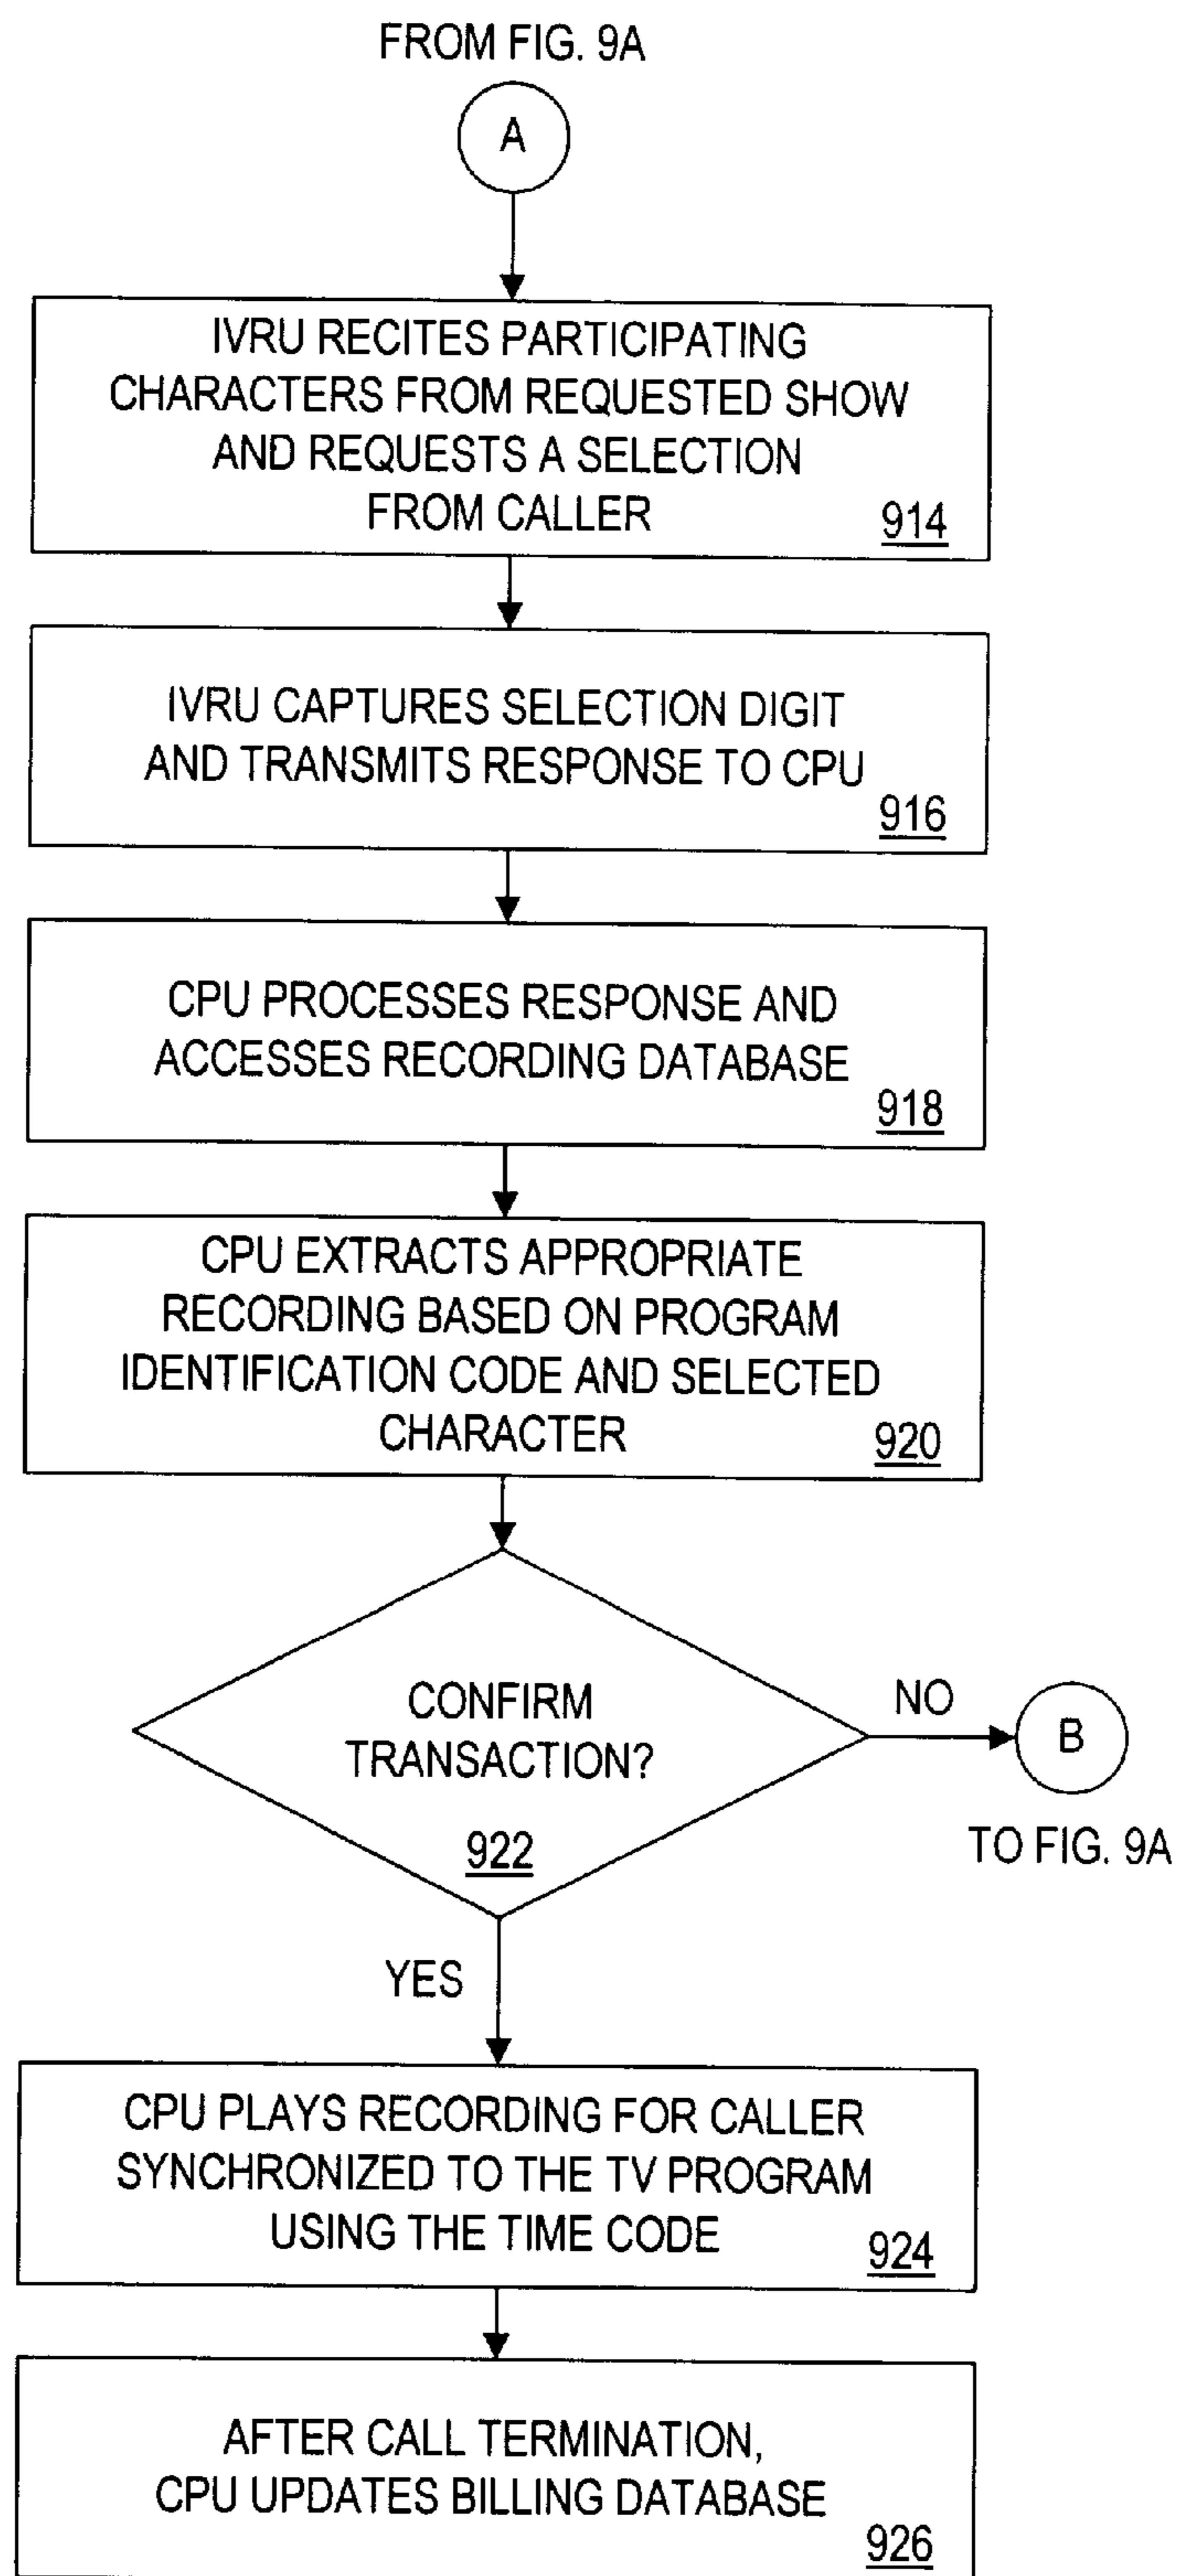 FROM FIG. 9A
A
IVRU RECITES PARTICIPATING
CHARACTERS FROM REQUESTED SHOW
AND REQUESTS A SELECTION
FROM CALLER
914
IVRU CAPTURES SELECTION DIGIT
AND TRANSMITS RESPONSE TO CPU
916
CPU PROCESSES RESPONSE AND
ACCESSES RECORDING DATABASE
918
CPU EXTRACTS APPROPRIATE
RECORDING BASED ON PROGRAM
IDENTIFICATION CODE AND SELECTED
CHARACTER
920
CONFIRM
TRANSACTION?
922
NO
B
TO FIG. 9A
YES
CPU PLAYS RECORDING FOR CALLER
SYNCHRONIZED TO THE TV PROGRAM
USING THE TIME CODE
924
AFTER CALL TERMINATION,
CPU UPDATES BILLING DATABASE
926